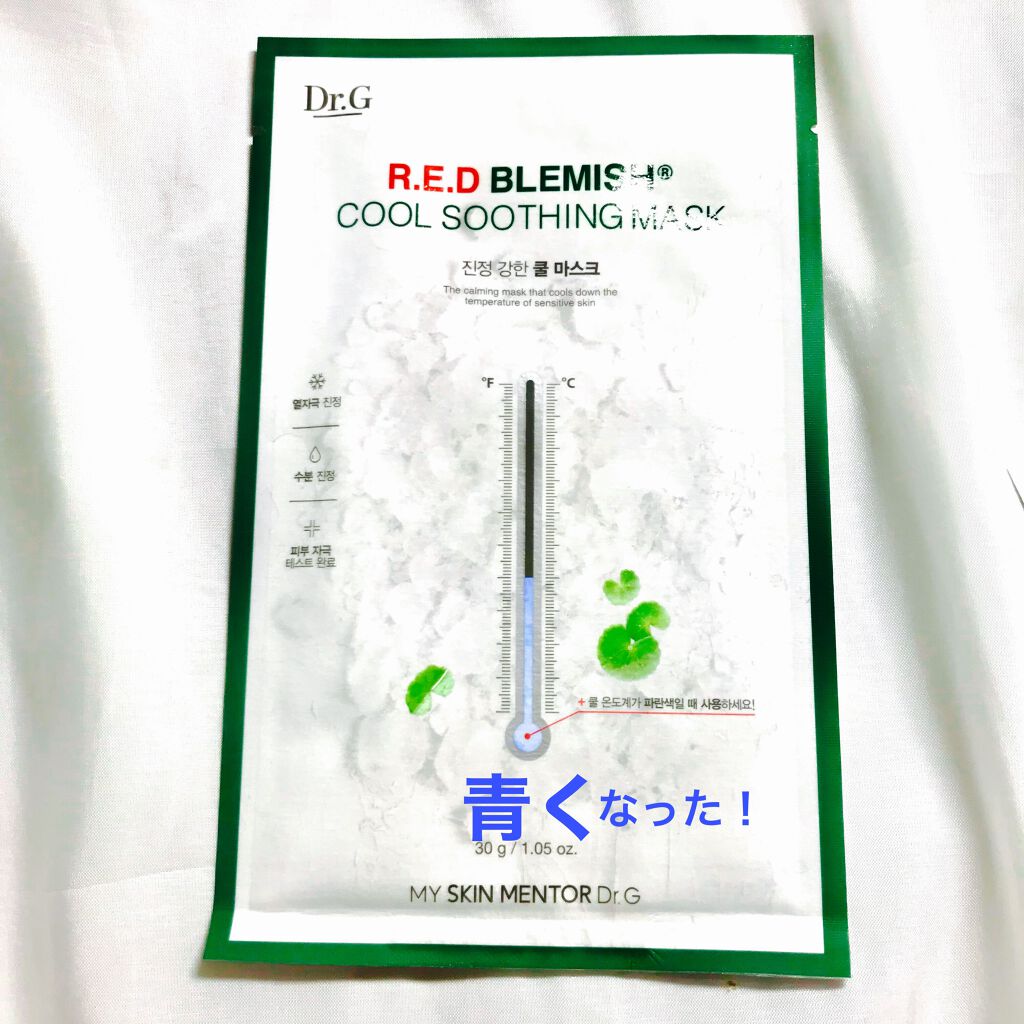 Dr.G
R.E.D BLEMISH®
COOL SOOTHING MASK
진정 강한 쿨 마스크
The calming mask that cools down the
temperature of sensitive skin
°F °C
열자극 진정
수분 진정
피부 자극
테스트 완료
+ 쿨 온도계가 파란색일 때 사용하세요!
青くなった！
30 g / 1.05 oz.
MY SKIN MENTOR Dr.G